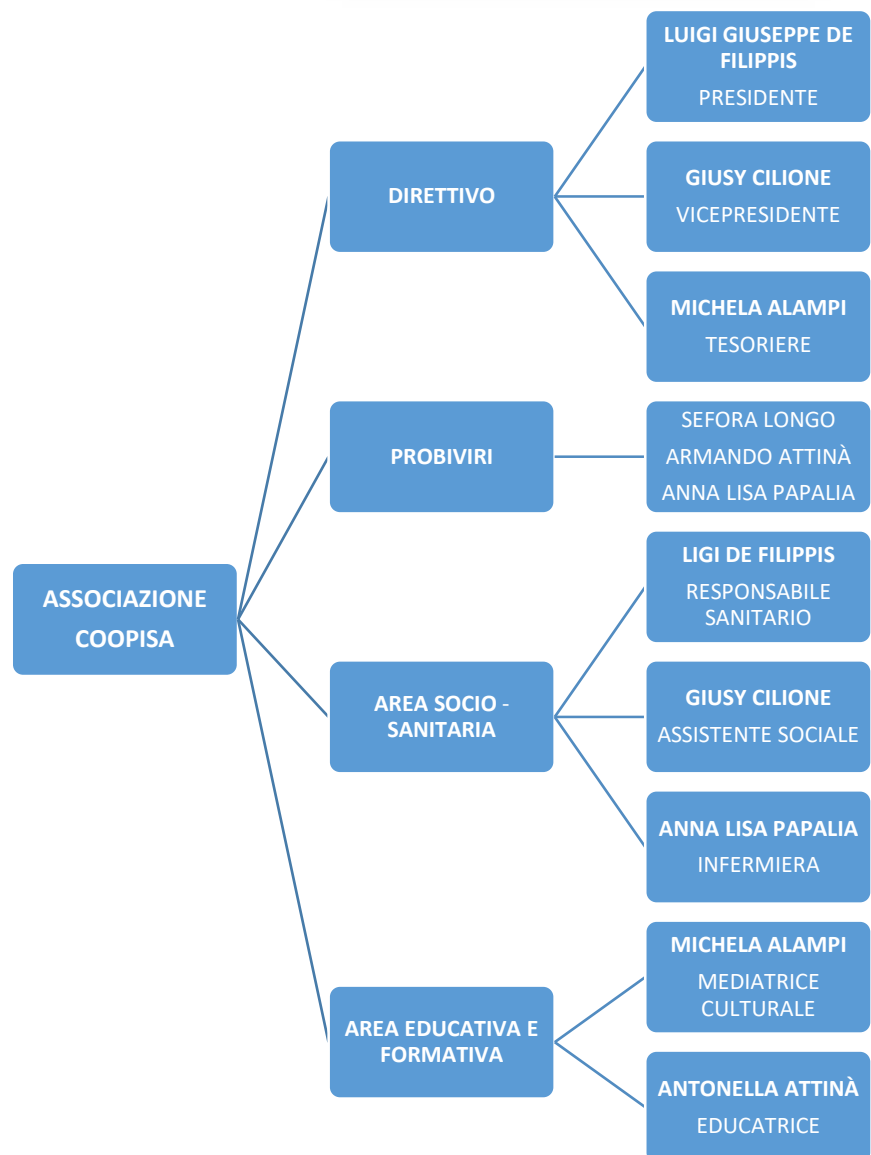 ASSOCIAZIONE
COOPISA
DIRETTIVO
LUIGI GIUSEPPE DE
FILIPPIS
PRESIDENTE
GIUSY CILIONE
VICEPRESIDENTE
MICHELA ALAMPI
TESORIERE
PROBIVIRI
SEFORA LONGO
ARMANDO ATTINÀ
ANNA LISA PAPALIA
AREA SOCIO -
SANITARIA
LIGI DE FILIPPIS
RESPONSABILE
SANITARIO
GIUSY CILIONE
ASSISTENTE SOCIALE
ANNA LISA PAPALIA
INFERMIERA
AREA EDUCATIVA E
FORMATIVA
MICHELA ALAMPI
MEDIATRICE
CULTURALE
ANTONELLA ATTINÀ
EDUCATRICE